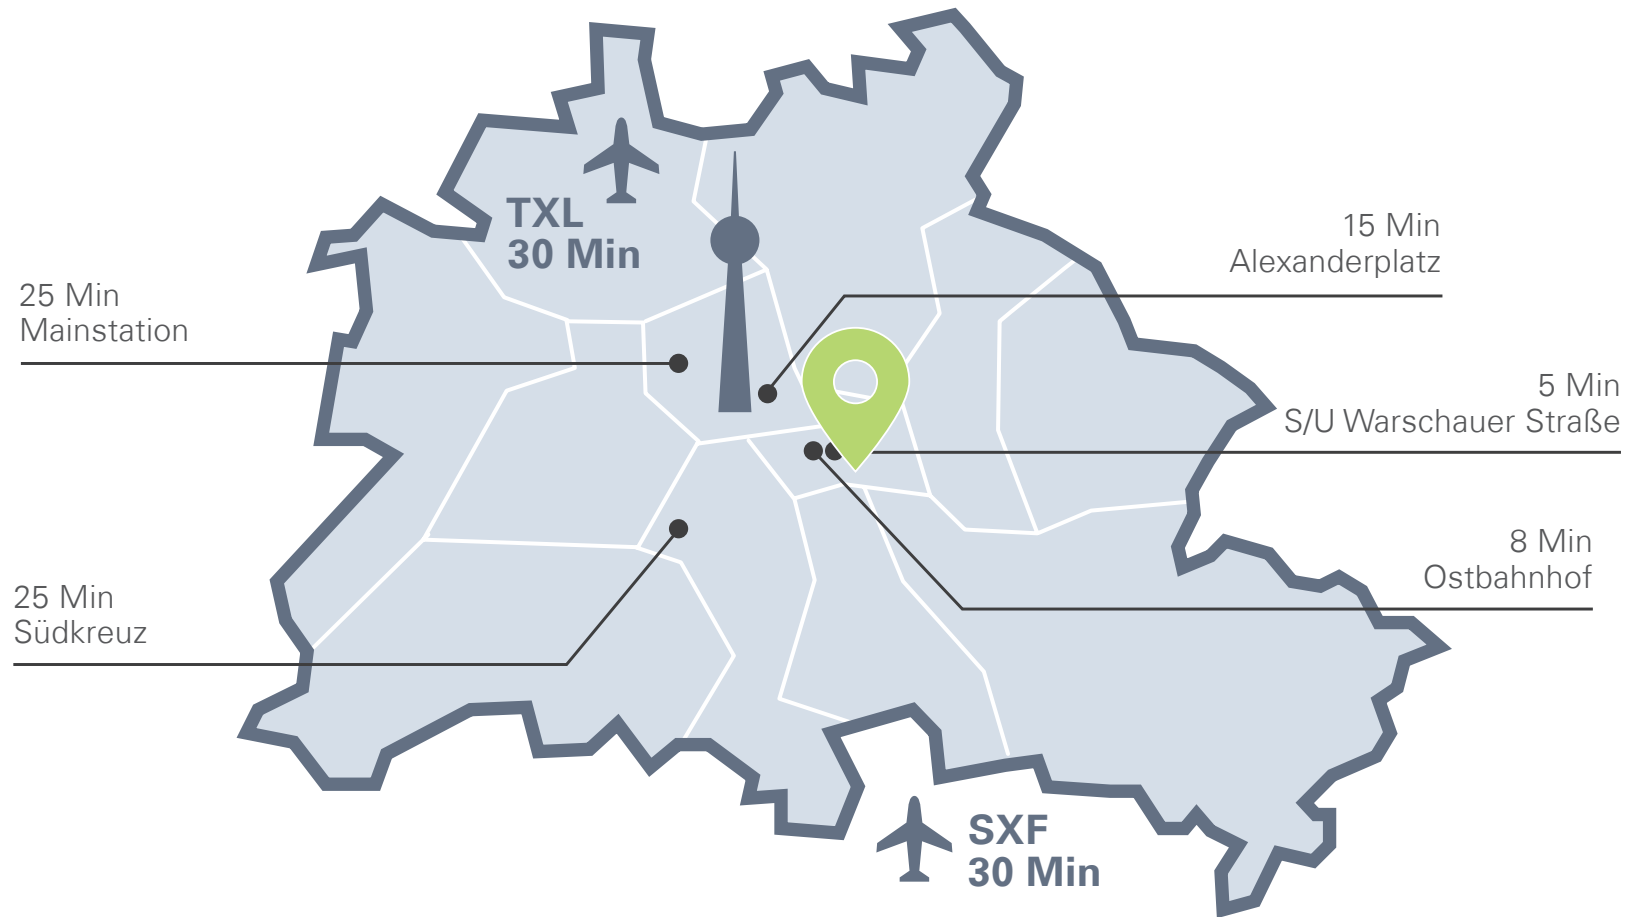 TXL
30 Min
15 Min
Alexanderplatz
25 Min
Mainstation
5 Min
S/U Warschauer Straße
8 Min
Ostbahnhof
25 Min
Südkreuz
SXF
30 Min